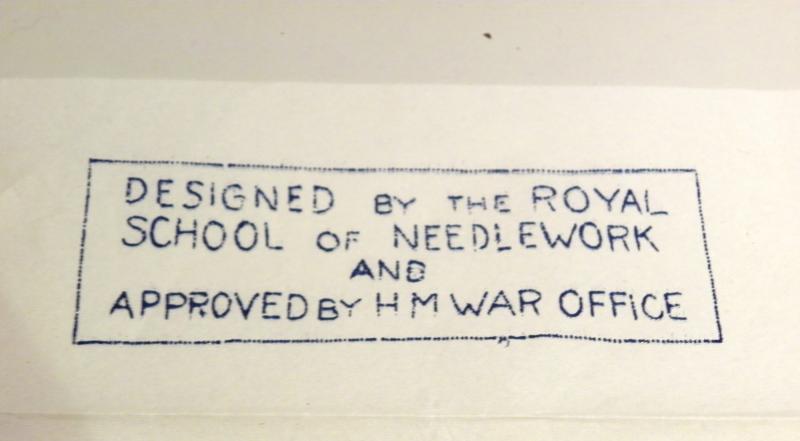 DESIGNED BY THE ROYAL
SCHOOL OF NEEDLEWORK
AND
APPROVED BY H M WAR OFFICE